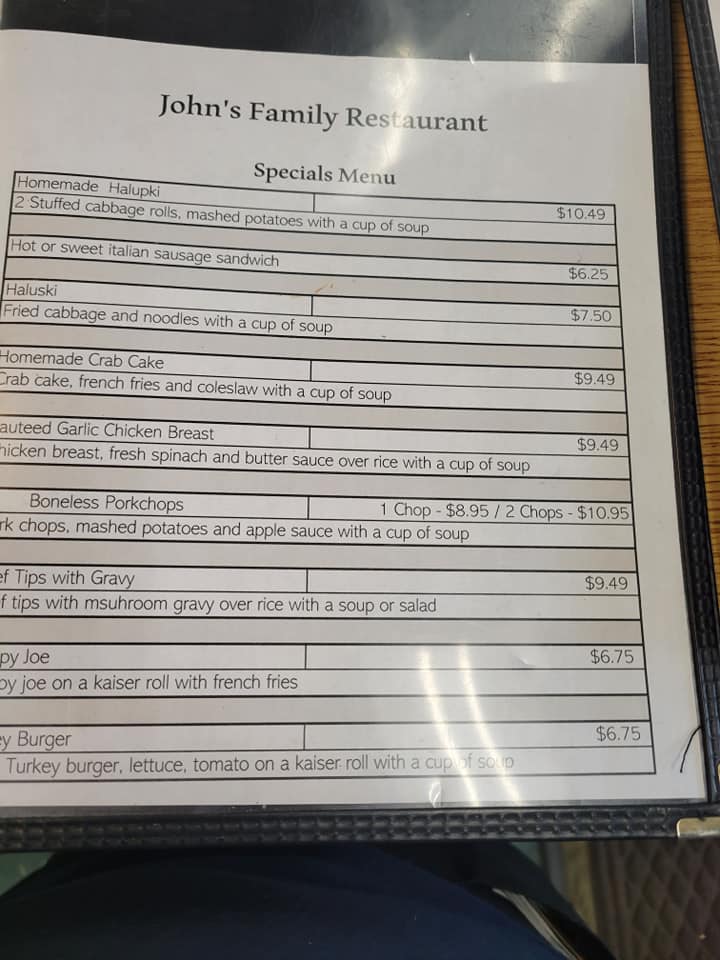 John's Family Restaurant
Specials Menu
Homemade Halupki
$10.49
2 Stuffed cabbage rolls, mashed potatoes with a cup of soup
Hot or sweet italian sausage sandwich
$6.25
Haluski
$7.50
Fried cabbage and noodles with a cup of soup
Homemade Crab Cake
$9.49
Crab cake, french fries and coleslaw with a cup of soup
auteed Garlic Chicken Breast
$9.49
hicken breast, fresh spinach and butter sauce over rice with a cup of soup
Boneless Porkchops
1 Chop - $8.95 / 2 Chops - $10.95
rk chops, mashed potatoes and apple sauce with a cup of soup
ef Tips with Gravy
$9.49
f tips with msuhroom gravy over rice with a soup or salad
py Joe
$6.75
py joe on a kaiser roll with french fries
ey Burger
$6.75
Turkey burger, lettuce, tomato on a kaiser roll with a cup of soup